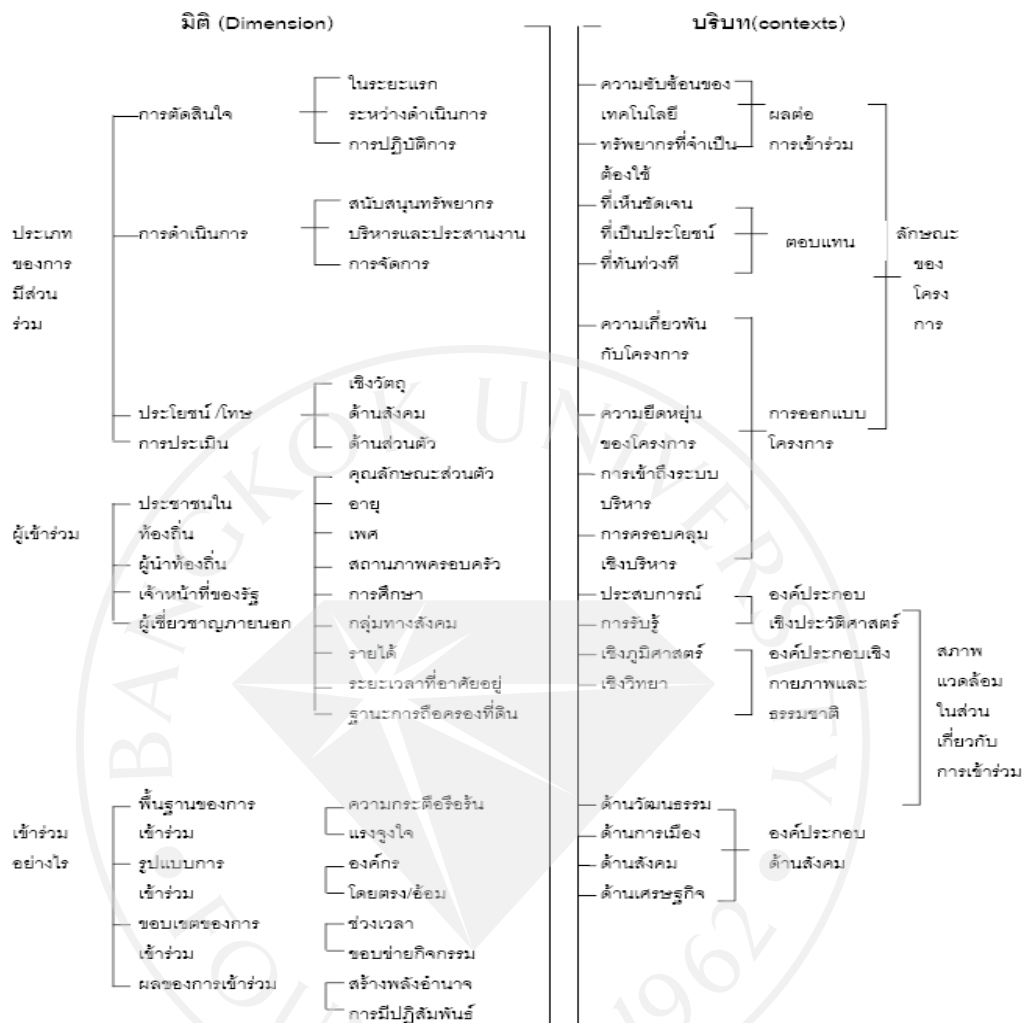 มิติ (Dimension)
ในระยะแรก
การตัดสินใจ
ระหว่างดำเนินการ
การปฏิบัติการ
สนับสนุนทรัพยากร
ประเภท
การดำเนินการ
บริหารและประสานงาน
ของการ
การจัดการ
มีส่วน
ร่วม
เชิงวัตถุ
ประโยชน์ /โทษ
ด้านสังคม
การประเมิน
ด้านส่วนตัว
คุณลักษณะส่วนตัว
ประชาชนใน
อายุ
ผู้เข้าร่วม
ท้องถิ่น
เพศ
ผู้นำท้องถิ่น
สถานภาพครอบครัว
เจ้าหน้าที่ของรัฐ
การศึกษา
ผู้เชี่ยวชาญภายนอก
กลุ่มทางสังคม
รายได้
ระยะเวลาที่อาศัยอยู่
ฐานะการถือครองที่ดิน
พื้นฐานของการ
ความกระตือรือร้น
เข้าร่วม
เข้าร่วม
แรงจูงใจ
อย่างไร
รูปแบบการ
องค์กร
เข้าร่วม
โดยตรง/อ้อม
ขอบเขตของการ
ช่วงเวลา
เข้าร่วม
ขอบข่ายกิจกรรม
ผลของการเข้าร่วม
สร้างพลังอำนาจ
การมีปฏิสัมพันธ์
บริบท(contexts)
ความซับซ้อนของ
เทคโนโลยี
ผลต่อ
ทรัพยากรที่จำเป็น
การเข้าร่วม
ต้องใช้
ที่เห็นชัดเจน
ที่เป็นประโยชน์
ตอบแทน
ลักษณะ
ที่ทันท่วงที
ของ
โครง
ความเกี่ยวพัน
การ
กับโครงการ
ความยืดหยุ่น
การออกแบบ
ของโครงการ
โครงการ
การเข้าถึงระบบ
บริหาร
การครอบคลุม
เชิงบริหาร
ประสบการณ์
องค์ประกอบ
การรับรู้
เชิงประวัติศาสตร์
เชิงภูมิศาสตร์
องค์ประกอบเชิง
สภาพ
เชิงวิทยา
กายภาพและ
แวดล้อม
ธรรมชาติ
ในส่วน
เกี่ยวกับ
การเข้าร่วม
ด้านวัฒนธรรม
ด้านการเมือง
องค์ประกอบ
ด้านสังคม
ด้านสังคม
ด้านเศรษฐกิจ
BANGKOK UNIVERSITY
1962